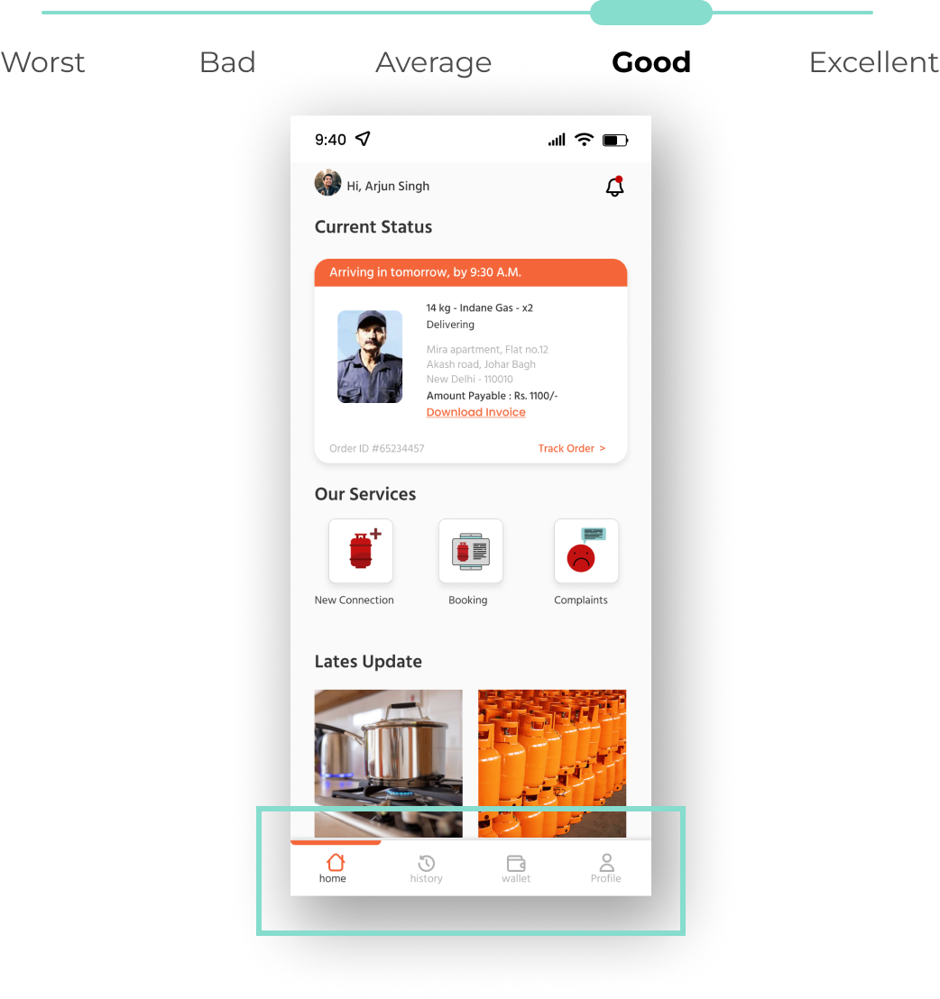 Worst Bad Average Good Excellent
9:40
Hi, Arjun Singh
Current Status
Arriving in tomorrow, by 9:30 A.M.
14 kg - Indane Gas - x2
Delivering
Mira apartment, Flat no.12
Akash road, Johar Bagh
New Delhi - 110010
Amount Payable : Rs. 1100/-
Download Invoice
Order ID #65234457 Track Order >
Our Services
New Connection Booking Complaints
Lates Update
home history wallet Profile